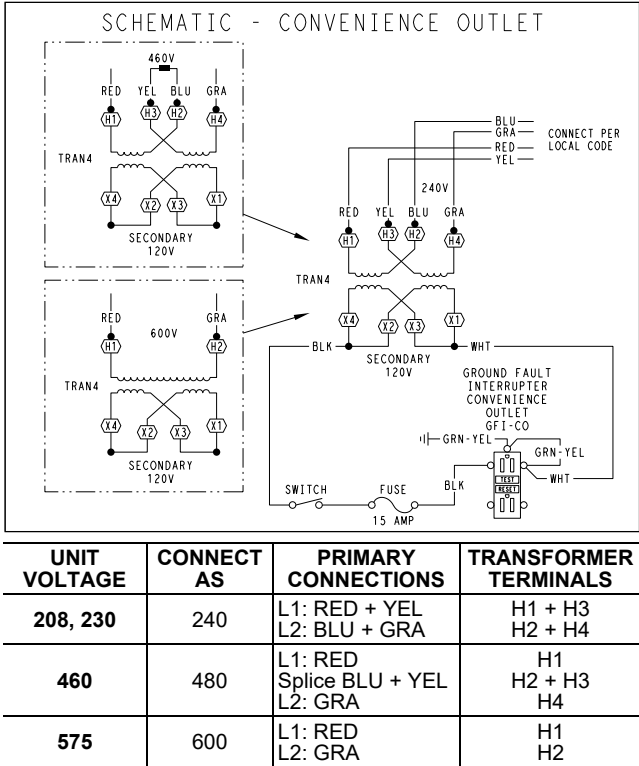 SCHEMATIC - CONVENIENCE OUTLET
460V
RED YEL BLU GRA
H1 H3 H2 H4
TRAN4
X4 X2 X3 X1
SECONDARY
120V
RED GRA
600V
H1 H2
TRAN4
X4 X2 X3 X1
SECONDARY
120V
BLU
GRA
RED
YEL
CONNECT PER
LOCAL CODE
240V
RED YEL BLU GRA
H1 H3 H2 H4
TRAN4
X4 X2 X3 X1
BLK
WHT
SECONDARY
120V
GROUND FAULT
INTERRUPTER
CONVENIENCE
OUTLET
GFI-CO
GRN-YEL
GRN-YEL
WHT
TEST
RESET
BLK
SWITCH
FUSE
15 AMP
UNIT VOLTAGE | CONNECT AS | PRIMARY CONNECTIONS | TRANSFORMER TERMINALS
208, 230 | 240 | L1: RED + YEL | H1 + H3
L2: BLU + GRA | H2 + H4
460 | 480 | L1: RED | H1
Splice BLU + YEL | H2 + H3
L2: GRA | H4
575 | 600 | L1: RED | H1
L2: GRA | H2